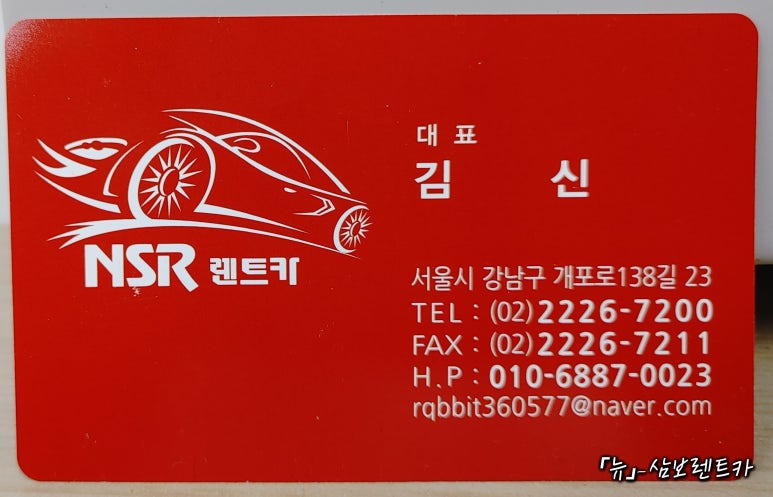 NSR 렌트카
대 표
김 신
서울시 강남구 개포로138길 23
TEL : (02) 2226-7200
FAX : (02) 2226-7211
H.P : 010-6887-0023
rqbbit360577@naver.com
「뉴」-삼보렌트카